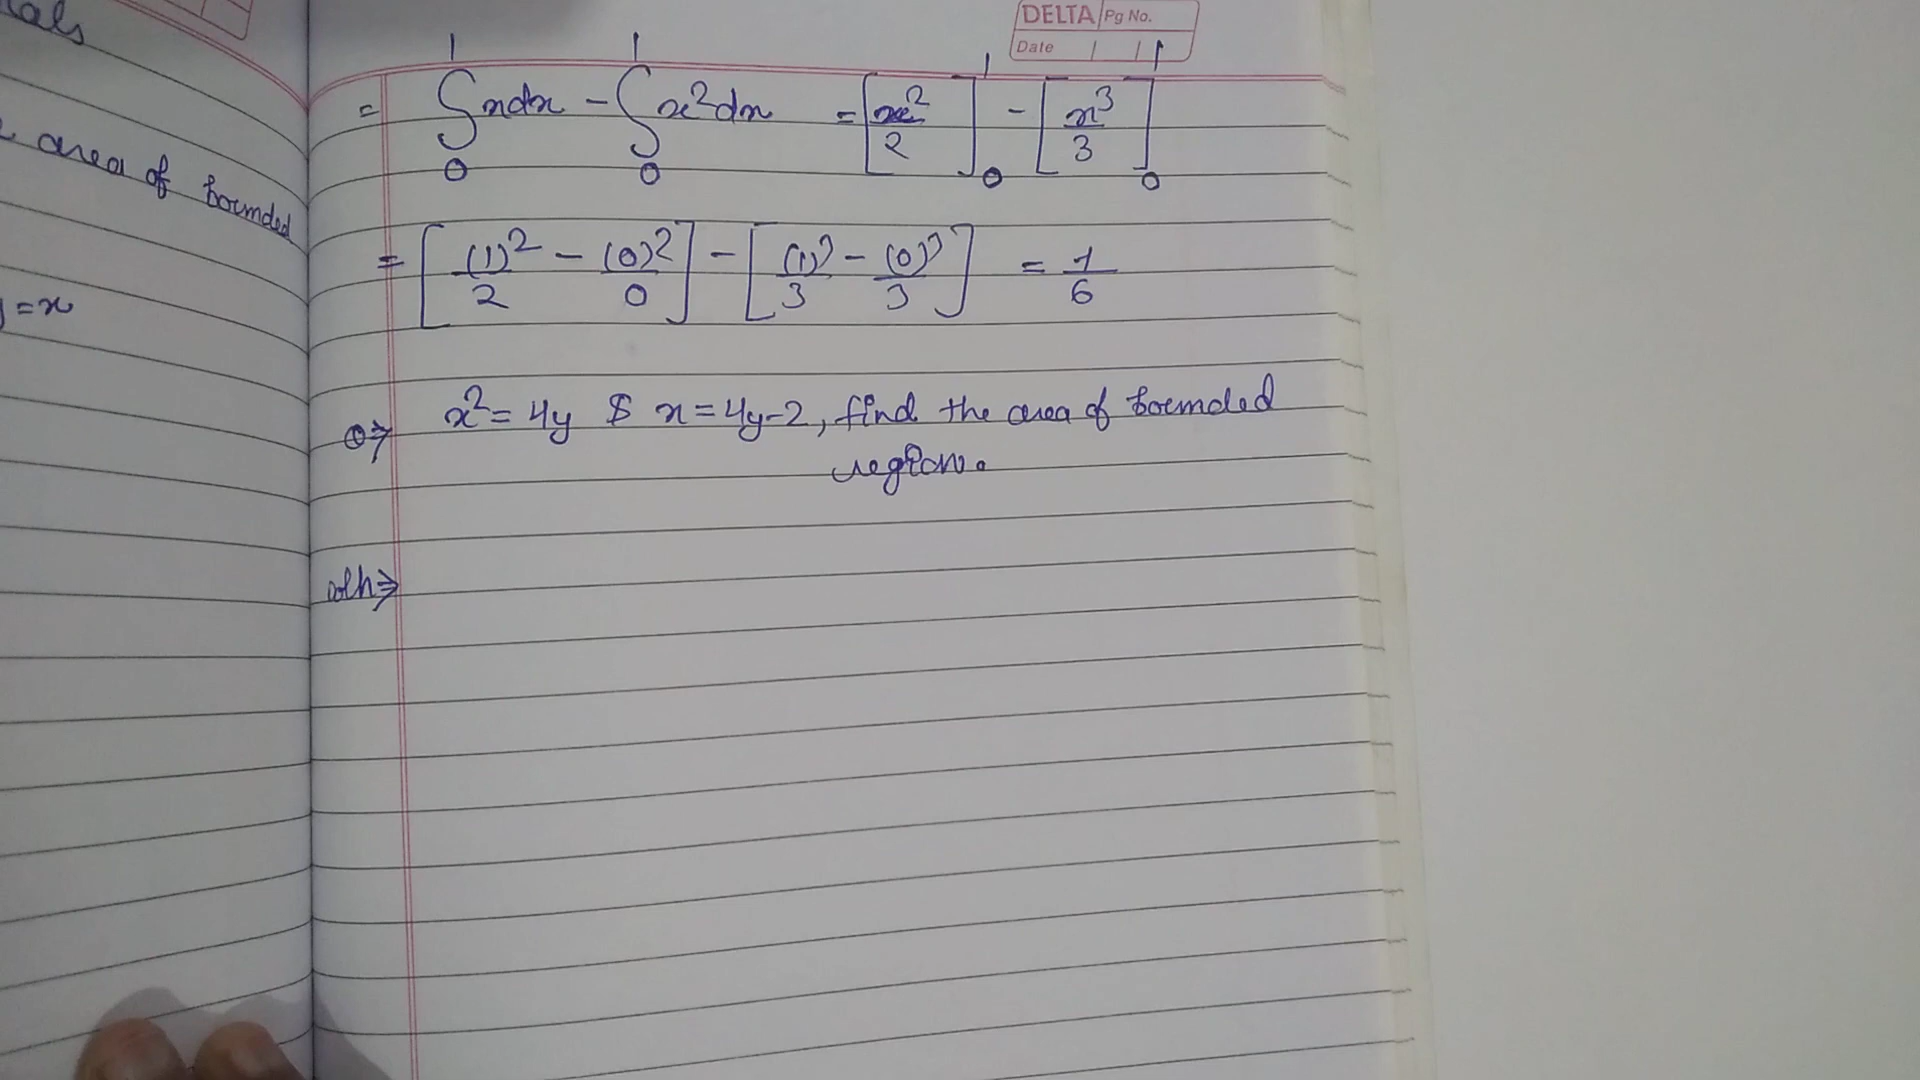 DELTA Pg No.
Date / /
= ∫₀¹ x dx - ∫₀¹ x² dx = [x²/2]₀¹ - [x³/3]₀¹
area of bounded
= [(1)²/2 - (0)²/0] - [(1)³/3 - (0)³/3] = 1/6
y = x
Q⇒ x² = 4y & x = 4y-2, find the area of bounded
region.
soln⇒